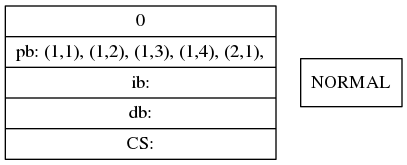 0
pb: (1,1), (1,2), (1,3), (1,4), (2,1),
ib:
db:
CS:
NORMAL